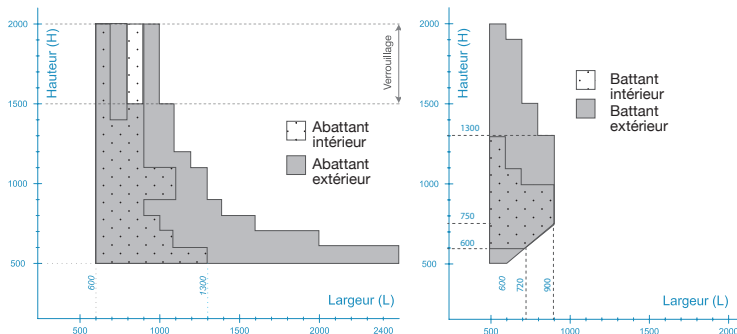 2000
1500
1000
500
Hauteur (H)
Verrouillage
Abattant
intérieur
Abattant
extérieur
600
1300
Largeur (L)
500
1000
1500
2000
2400
2000
1500
1000
500
Hauteur (H)
1300
750
600
Battant
intérieur
Battant
extérieur
600
720
900
Largeur (L)
500
1000
1500
2000